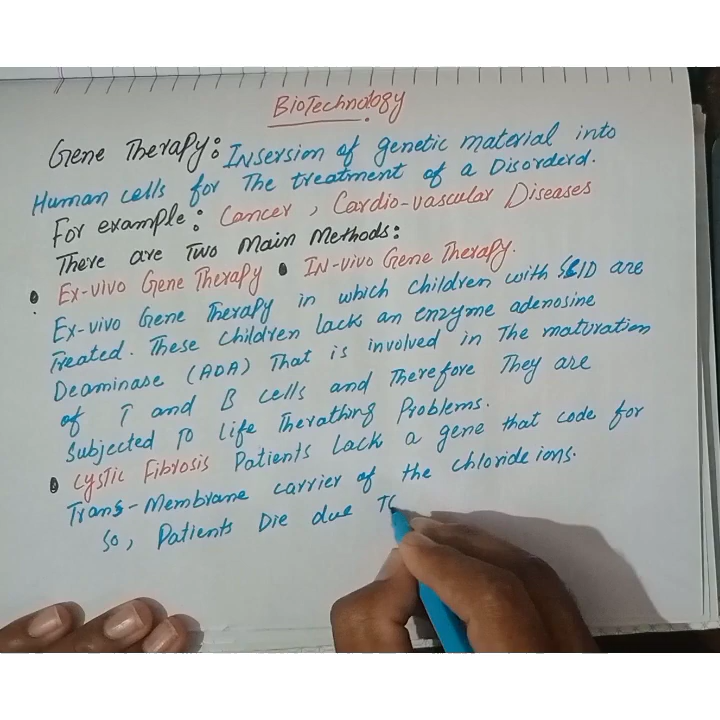 BioTechnology
Gene Therapy: Insersion of genetic material into
Human cells for The treatment of a Disorderd.
For example: Cancer, Cardio-vascular Diseases
There are Two Main Methods:
• Ex-vivo Gene Therapy • IN-vivo Gene Therapy.
Ex-vivo Gene Therapy in which children with SCID are
Treated. These Children lack an enzyme adenosine
Deaminase (ADA) That is involved in The maturation
of T and B cells and Therefore They are
subjected To life Therathing Problems.
• Cystic Fibrosis Patients Lack a gene that code for
Trans-Membrane carrier of the chloride ions.
So, Patients Die due To